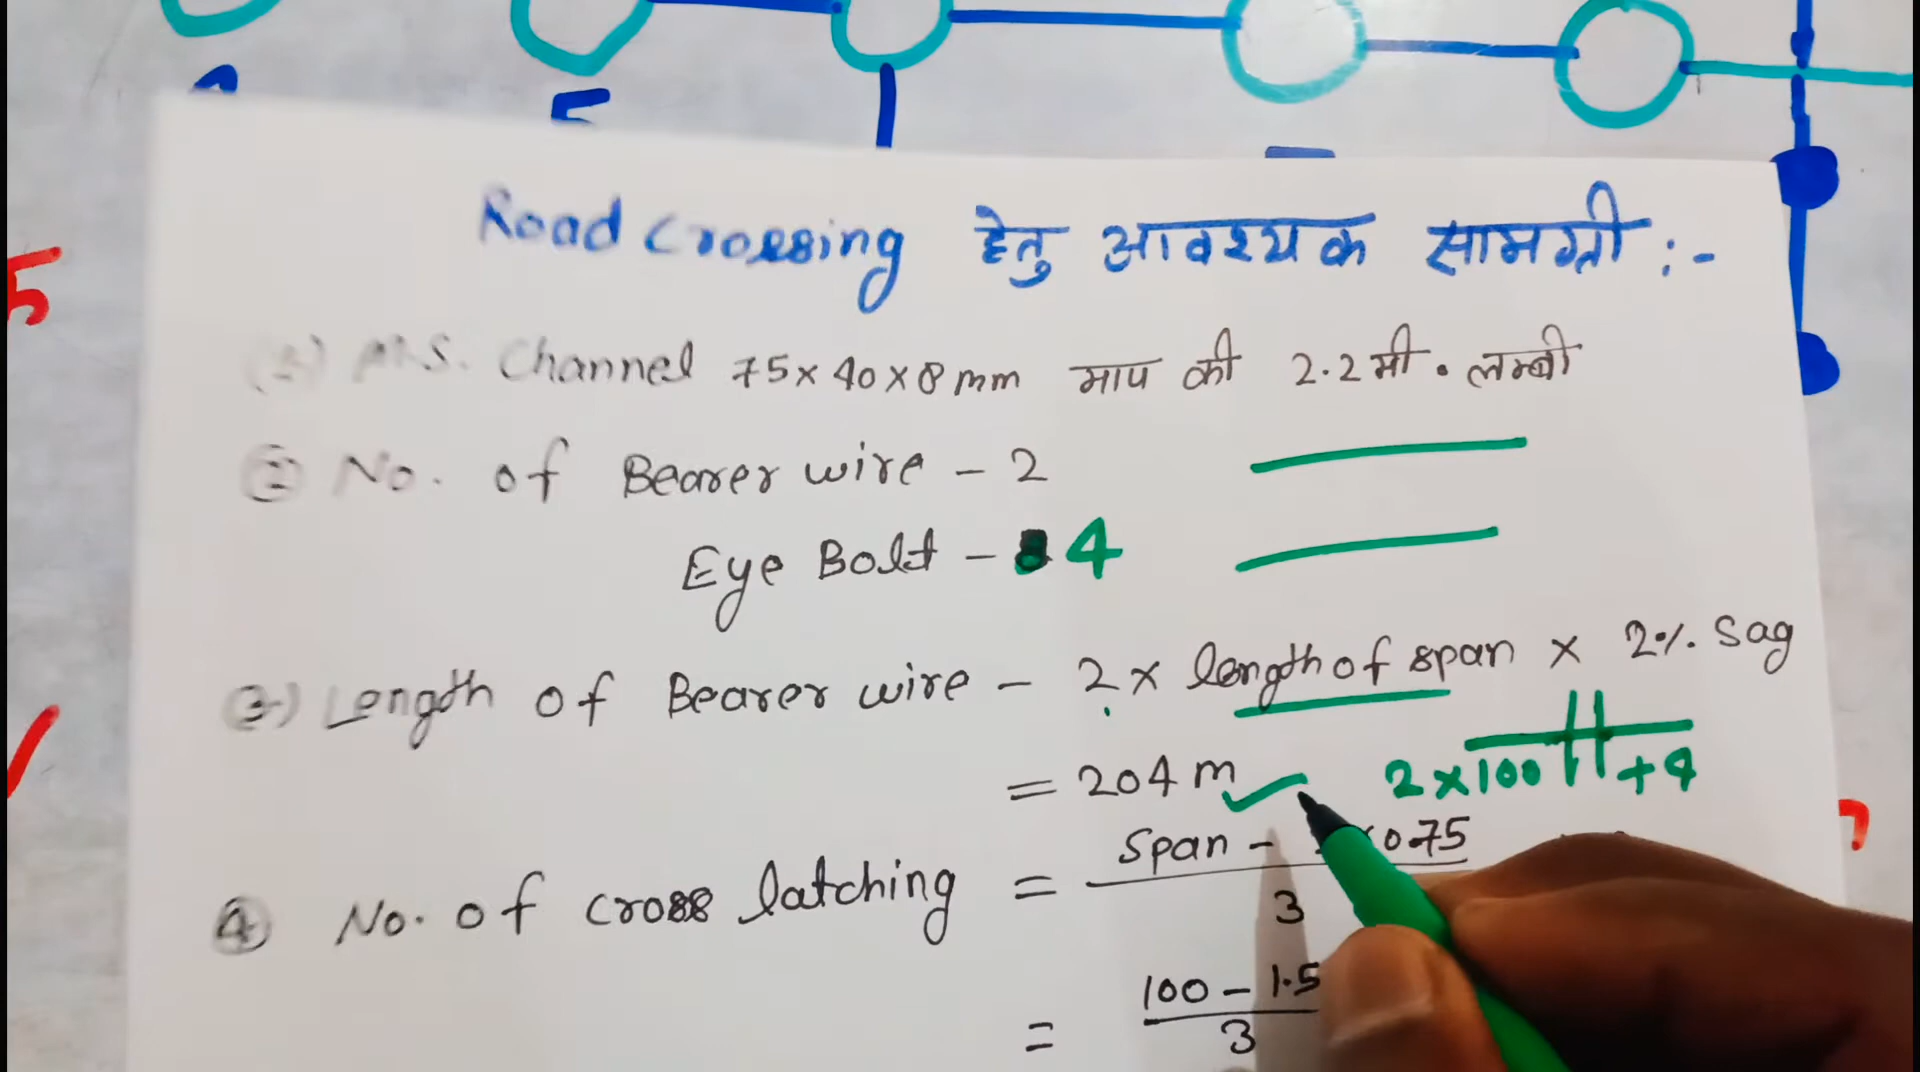 5
Road Crossing हेतु आवश्यक सामग्री :-
(1) M.S. Channel 75 x 40 x 8 mm माप की 2.2 मी. लम्बी
② No. of Bearer wire - 2
Eye Bolt - 4
3) Length of Bearer wire - 2 x length of span x 2% sag
= 204 m 2 x 100 + 4
④ No. of cross latching = Span - x 0.75
3
= 100 - 1.5
3